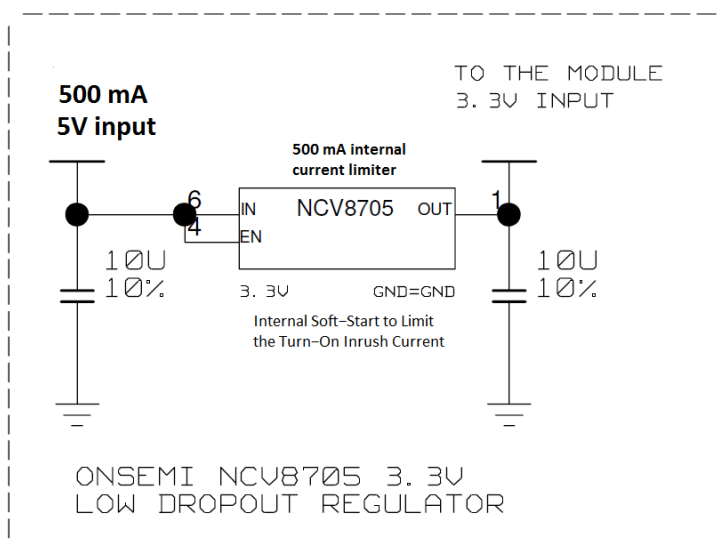 TO THE MODULE
3.3V INPUT
500 mA
5V input
500 mA internal
current limiter
6
4
IN
EN
NCV8705
OUT
1
10U
10%
3.3V
GND=GND
10U
10%
Internal Soft−Start to Limit
the Turn−On Inrush Current
ONSEMI NCV8705 3.3V
LOW DROPOUT REGULATOR